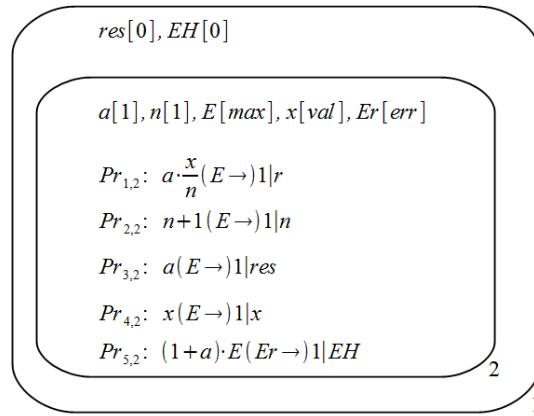 res[0], EH[0]
a[1], n[1], E[max], x[val], Er[err]
Pr₁,₂: a·x/n(E→)1|r
Pr₂,₂: n+1(E→)1|n
Pr₃,₂: a(E→)1|res
Pr₄,₂: x(E→)1|x
Pr₅,₂: (1+a)·E(Er→)1|EH
2